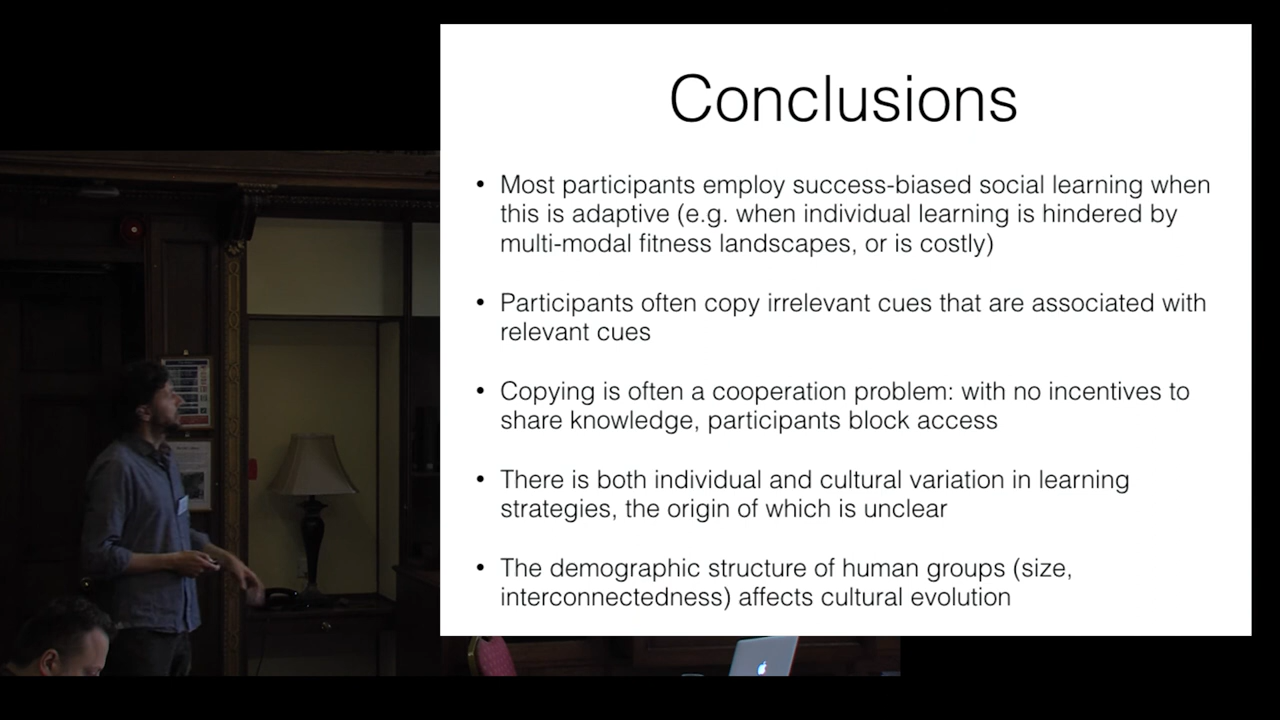 Conclusions
• Most participants employ success-biased social learning when
this is adaptive (e.g. when individual learning is hindered by
multi-modal fitness landscapes, or is costly)
• Participants often copy irrelevant cues that are associated with
relevant cues
• Copying is often a cooperation problem: with no incentives to
share knowledge, participants block access
• There is both individual and cultural variation in learning
strategies, the origin of which is unclear
• The demographic structure of human groups (size,
interconnectedness) affects cultural evolution